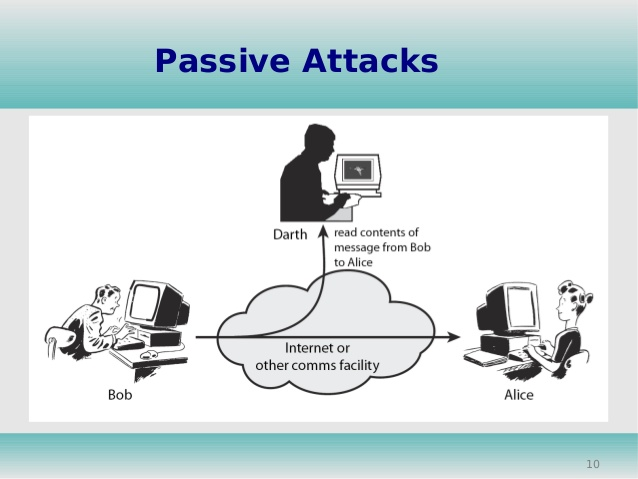 Passive Attacks
Darth
read contents of
message from Bob
to Alice
Internet or
other comms facility
Bob
Alice
10